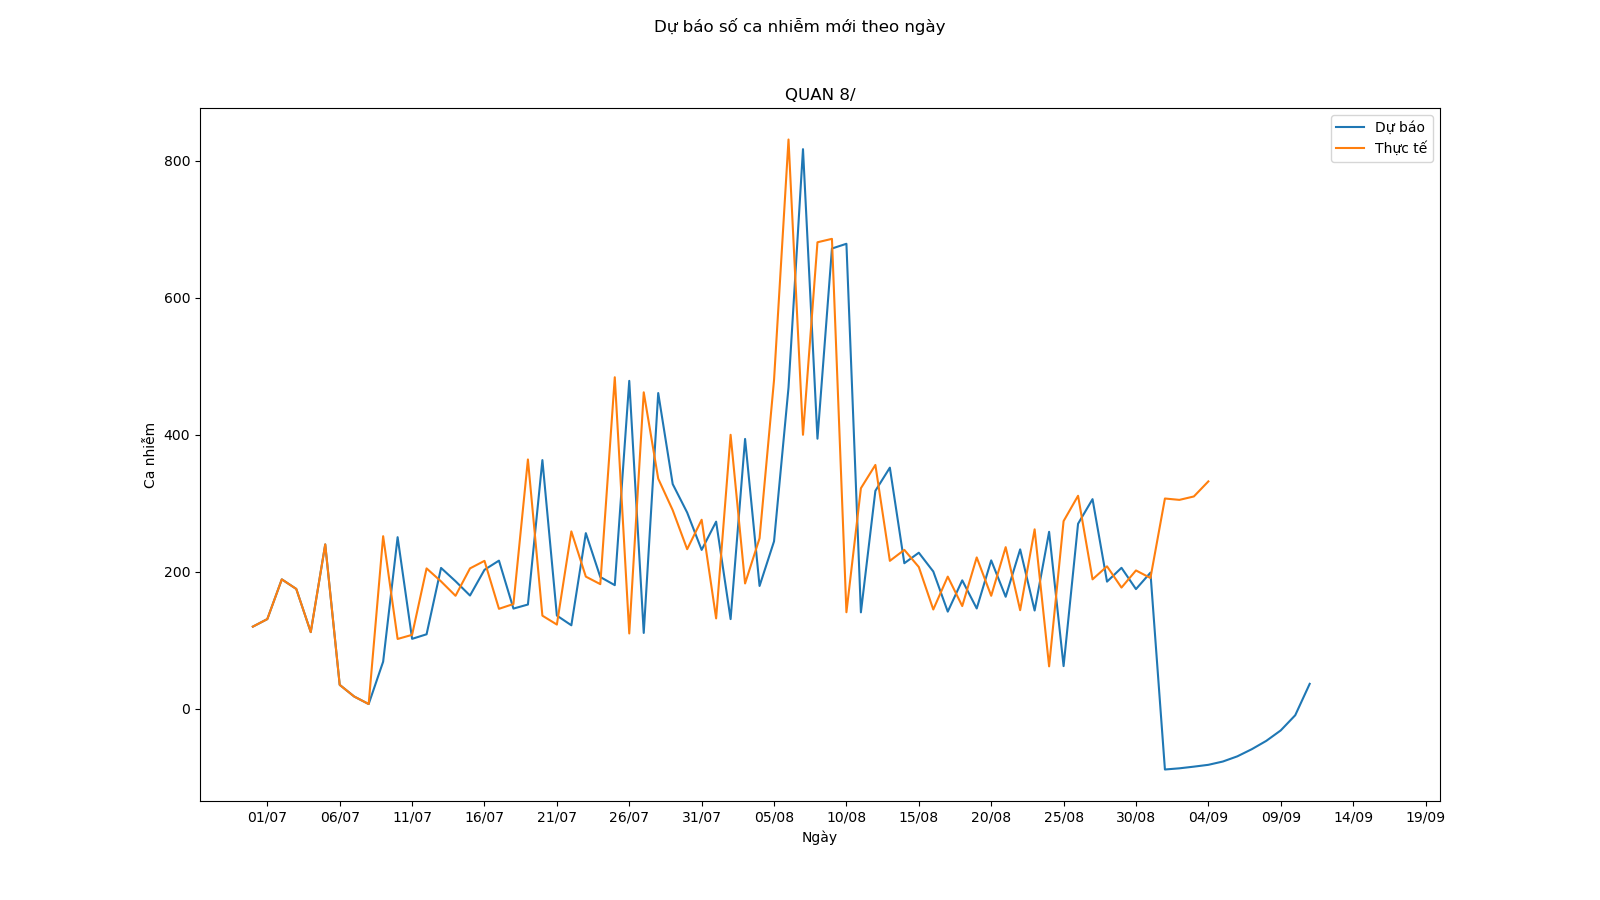 Dự báo số ca nhiễm mới theo ngày
QUAN 8/
Dự báo
Thực tế
800
600
400
200
0
Ca nhiễm
01/07 06/07 11/07 16/07 21/07 26/07 31/07 05/08 10/08 15/08 20/08 25/08 30/08 04/09 09/09 14/09 19/09
Ngày